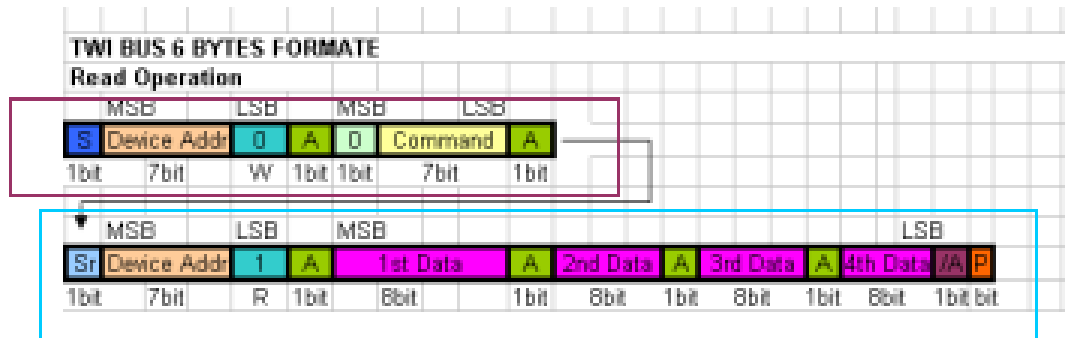 TWI BUS 6 BYTES FORMATE
Read Operation
MSB LSB MSB LSB
S Device Addr 0 A 0 Command A
1bit 7bit W 1bit 1bit 7bit 1bit
MSB LSB MSB LSB
Sr Device Addr 1 A 1st Data A 2nd Data A 3rd Data A 4th Data /A P
1bit 7bit R 1bit 8bit 1bit 8bit 1bit 8bit 1bit 8bit 1bit bit